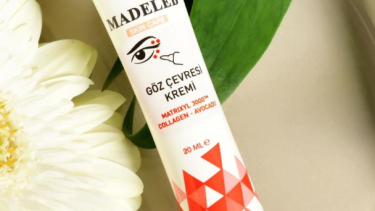 MADELEB
SKIN CARE
GÖZ ÇEVRESİ
KREMİ
MATRIXYL 3000™
COLLAGEN - AVOCADO
20 ML ℮